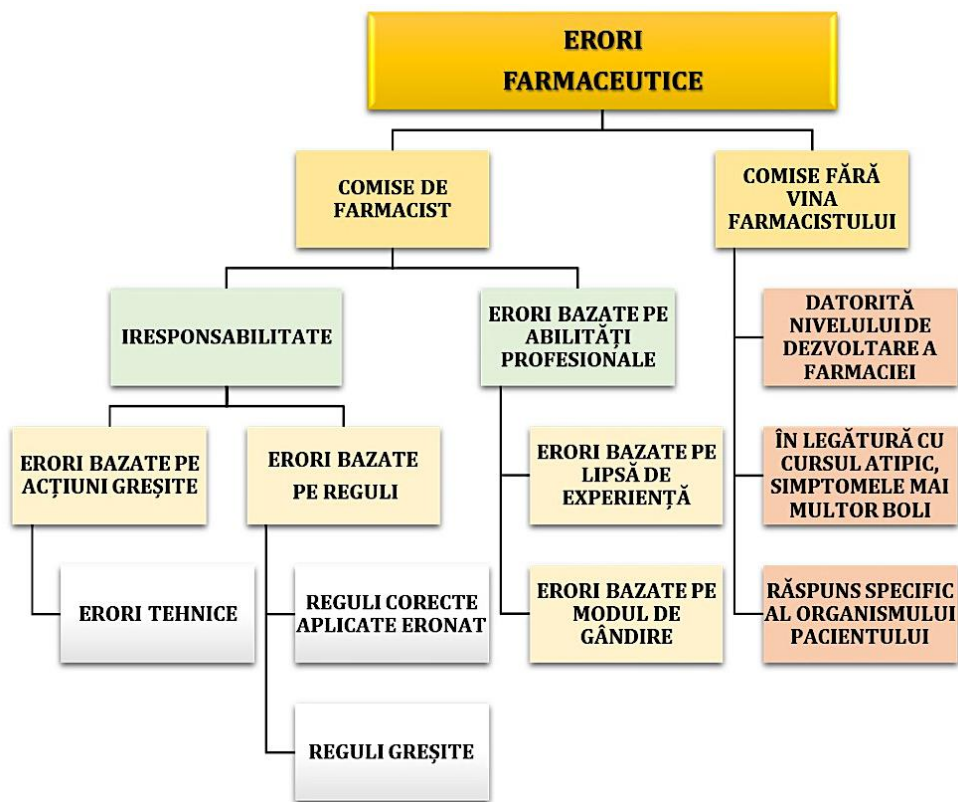 ERORI
FARMACEUTICE
COMISE DE
FARMACIST
COMISE FĂRĂ
VINA
FARMACISTULUI
IRESPONSABILITATE
ERORI BAZATE PE
ABILITĂȚI
PROFESIONALE
DATORITĂ
NIVELULUI DE
DEZVOLTARE A
FARMACIEI
ERORI BAZATE PE
ACȚIUNI GREȘITE
ERORI BAZATE
PE REGULI
ERORI BAZATE PE
LIPSĂ DE
EXPERIENȚĂ
ÎN LEGĂTURĂ CU
CURSUL ATIPIC,
SIMPTOMELE MAI
MULTOR BOLI
ERORI TEHNICE
REGULI CORECTE
APLICATE ERONAT
ERORI BAZATE PE
MODUL DE
GÂNDIRE
RĂSPUNS SPECIFIC
AL ORGANISMULUI
PACIENTULUI
REGULI GREȘITE